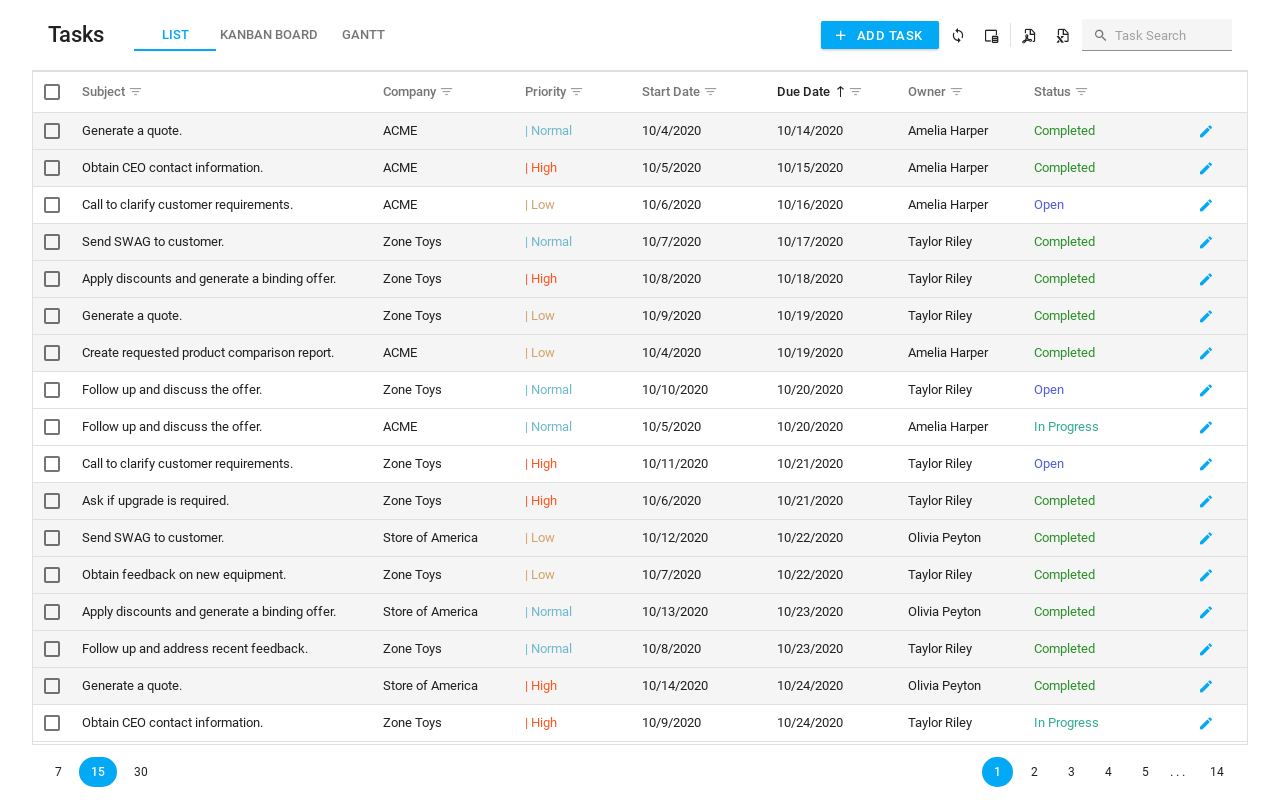 Tasks LIST KANBAN BOARD GANTT ADD TASK Task Search
Subject Company Priority Start Date Due Date Owner Status
Generate a quote. ACME | Normal 10/4/2020 10/14/2020 Amelia Harper Completed
Obtain CEO contact information. ACME | High 10/5/2020 10/15/2020 Amelia Harper Completed
Call to clarify customer requirements. ACME | Low 10/6/2020 10/16/2020 Amelia Harper Open
Send SWAG to customer. Zone Toys | Normal 10/7/2020 10/17/2020 Taylor Riley Completed
Apply discounts and generate a binding offer. Zone Toys | High 10/8/2020 10/18/2020 Taylor Riley Completed
Generate a quote. Zone Toys | Low 10/9/2020 10/19/2020 Taylor Riley Completed
Create requested product comparison report. ACME | Low 10/4/2020 10/19/2020 Amelia Harper Completed
Follow up and discuss the offer. Zone Toys | Normal 10/10/2020 10/20/2020 Taylor Riley Open
Follow up and discuss the offer. ACME | Normal 10/5/2020 10/20/2020 Amelia Harper In Progress
Call to clarify customer requirements. Zone Toys | High 10/11/2020 10/21/2020 Taylor Riley Open
Ask if upgrade is required. Zone Toys | High 10/6/2020 10/21/2020 Taylor Riley Completed
Send SWAG to customer. Store of America | Low 10/12/2020 10/22/2020 Olivia Peyton Completed
Obtain feedback on new equipment. Zone Toys | Low 10/7/2020 10/22/2020 Taylor Riley Completed
Apply discounts and generate a binding offer. Store of America | Normal 10/13/2020 10/23/2020 Olivia Peyton Completed
Follow up and address recent feedback. Zone Toys | Normal 10/8/2020 10/23/2020 Taylor Riley Completed
Generate a quote. Store of America | High 10/14/2020 10/24/2020 Olivia Peyton Completed
Obtain CEO contact information. Zone Toys | High 10/9/2020 10/24/2020 Taylor Riley In Progress
7 15 30 1 2 3 4 5 . . . 14